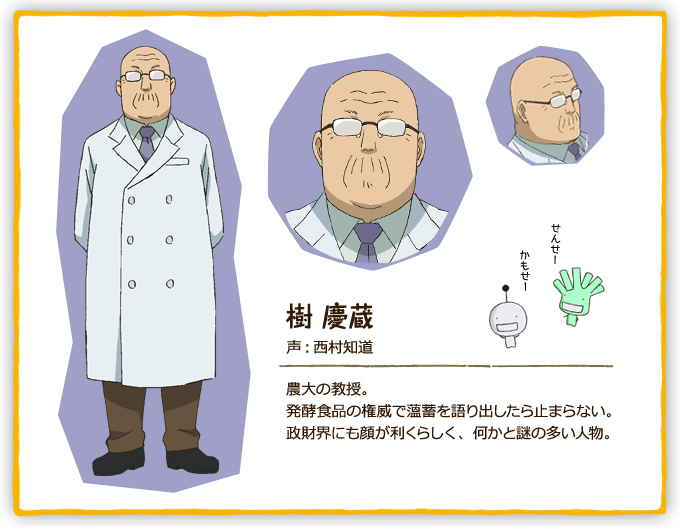 せんせー
かもせー
樹 慶蔵
声：西村知道
農大の教授。
発酵食品の権威で薀蓄を語り出したら止まらない。
政財界にも顔が利くらしく、何かと謎の多い人物。